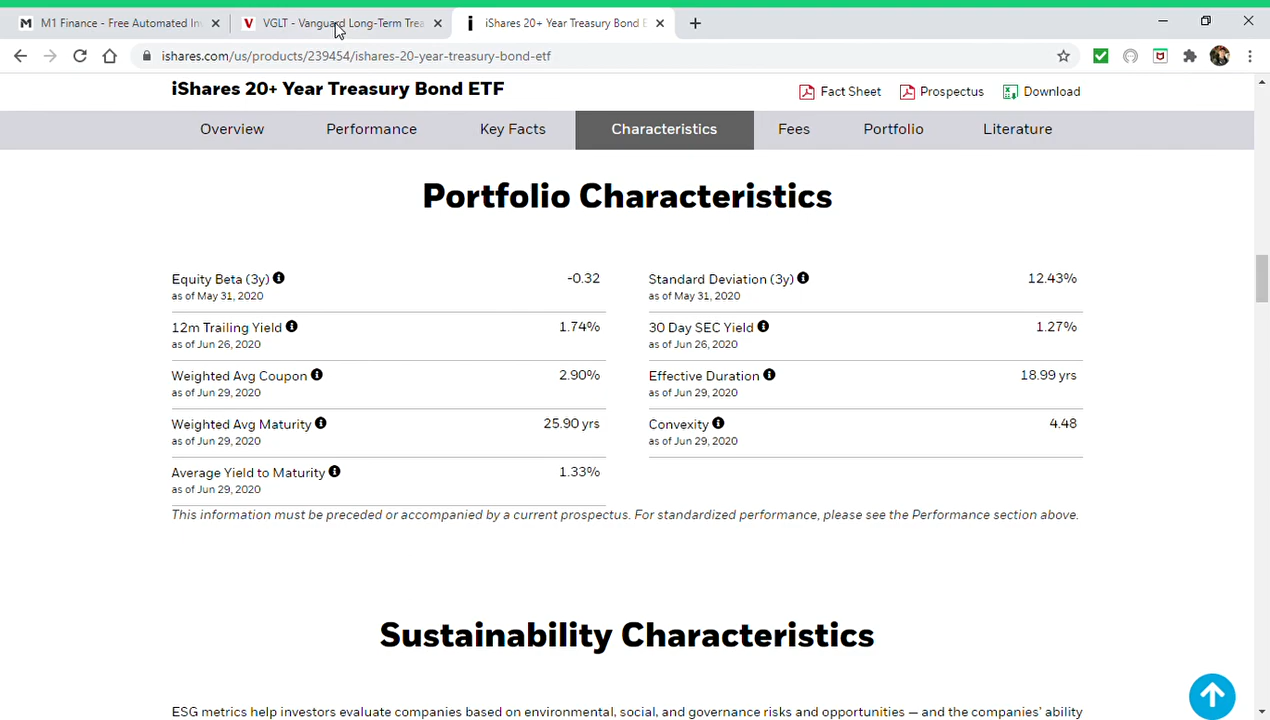 M1 Finance - Free Automated Inv
VGLT - Vanguard Long-Term Trea
iShares 20+ Year Treasury Bond E
ishares.com/us/products/239454/ishares-20-year-treasury-bond-etf
iShares 20+ Year Treasury Bond ETF
Fact Sheet Prospectus Download
Overview Performance Key Facts Characteristics Fees Portfolio Literature
Portfolio Characteristics
Equity Beta (3y) -0.32
as of May 31, 2020
Standard Deviation (3y) 12.43%
as of May 31, 2020
12m Trailing Yield 1.74%
as of Jun 26, 2020
30 Day SEC Yield 1.27%
as of Jun 26, 2020
Weighted Avg Coupon 2.90%
as of Jun 29, 2020
Effective Duration 18.99 yrs
as of Jun 29, 2020
Weighted Avg Maturity 25.90 yrs
as of Jun 29, 2020
Convexity 4.48
as of Jun 29, 2020
Average Yield to Maturity 1.33%
as of Jun 29, 2020
This information must be preceded or accompanied by a current prospectus. For standardized performance, please see the Performance section above.
Sustainability Characteristics
ESG metrics help investors evaluate companies based on environmental, social, and governance risks and opportunities — and the companies' ability